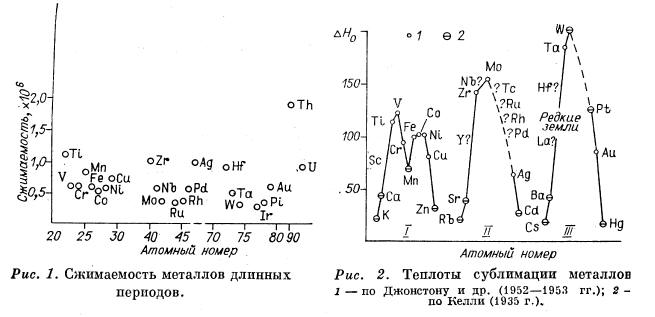 Сжимаемость, x10⁶
2,0
1,0
0,5
Ti
V
Cr
Mn
Fe
Co
Ni
Cu
Zr
Mo
Nb
Ru
Rh
Pd
Ag
Hf
Ta
W
Ir
Pi
Au
Th
U
20 22 25 30 40 45 50 70 75 80 90
Атомный номер
Рис. 1. Сжимаемость металлов длинных
периодов.
ΔH₀
1 2
150
100
50
K
Ca
Sc
Ti
V
Cr
Mn
Fe
Co
Ni
Cu
Zn
Rb
Sr
Y?
Zr
Nb?
Mo
?Tc
?Ru
?Rh
?Pd
Ag
Cd
Cs
Ba
La?
Редкие
земли
Hf?
Ta
W
Pt
Au
Hg
I II III
Атомный номер
Рис. 2. Теплоты сублимации металлов
1 — по Джонстону и др. (1952—1953 гг.); 2 -
по Келли (1935 г.).